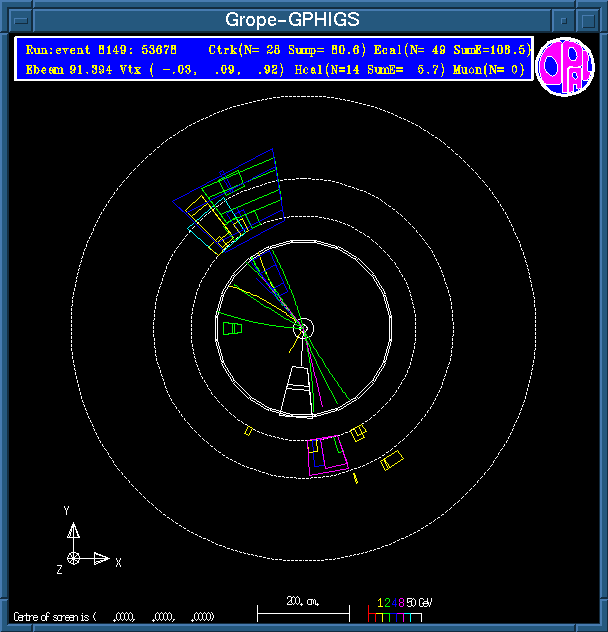 Grope-GPHIGS
Run:event 8149: 53678 Ctrk(N= 28 Sump= 80.6) Ecal(N= 49 SumE=108.5)
Ebeam 91.394 Vtx ( -.03, .09, .92) Hcal(N=14 SumE= 5.7) Muon(N= 0)
OPAL
Y
X
Z
200. cm.
1 2 4 8 50 GeV
Centre of screen is ( .0000, .0000, .0000)